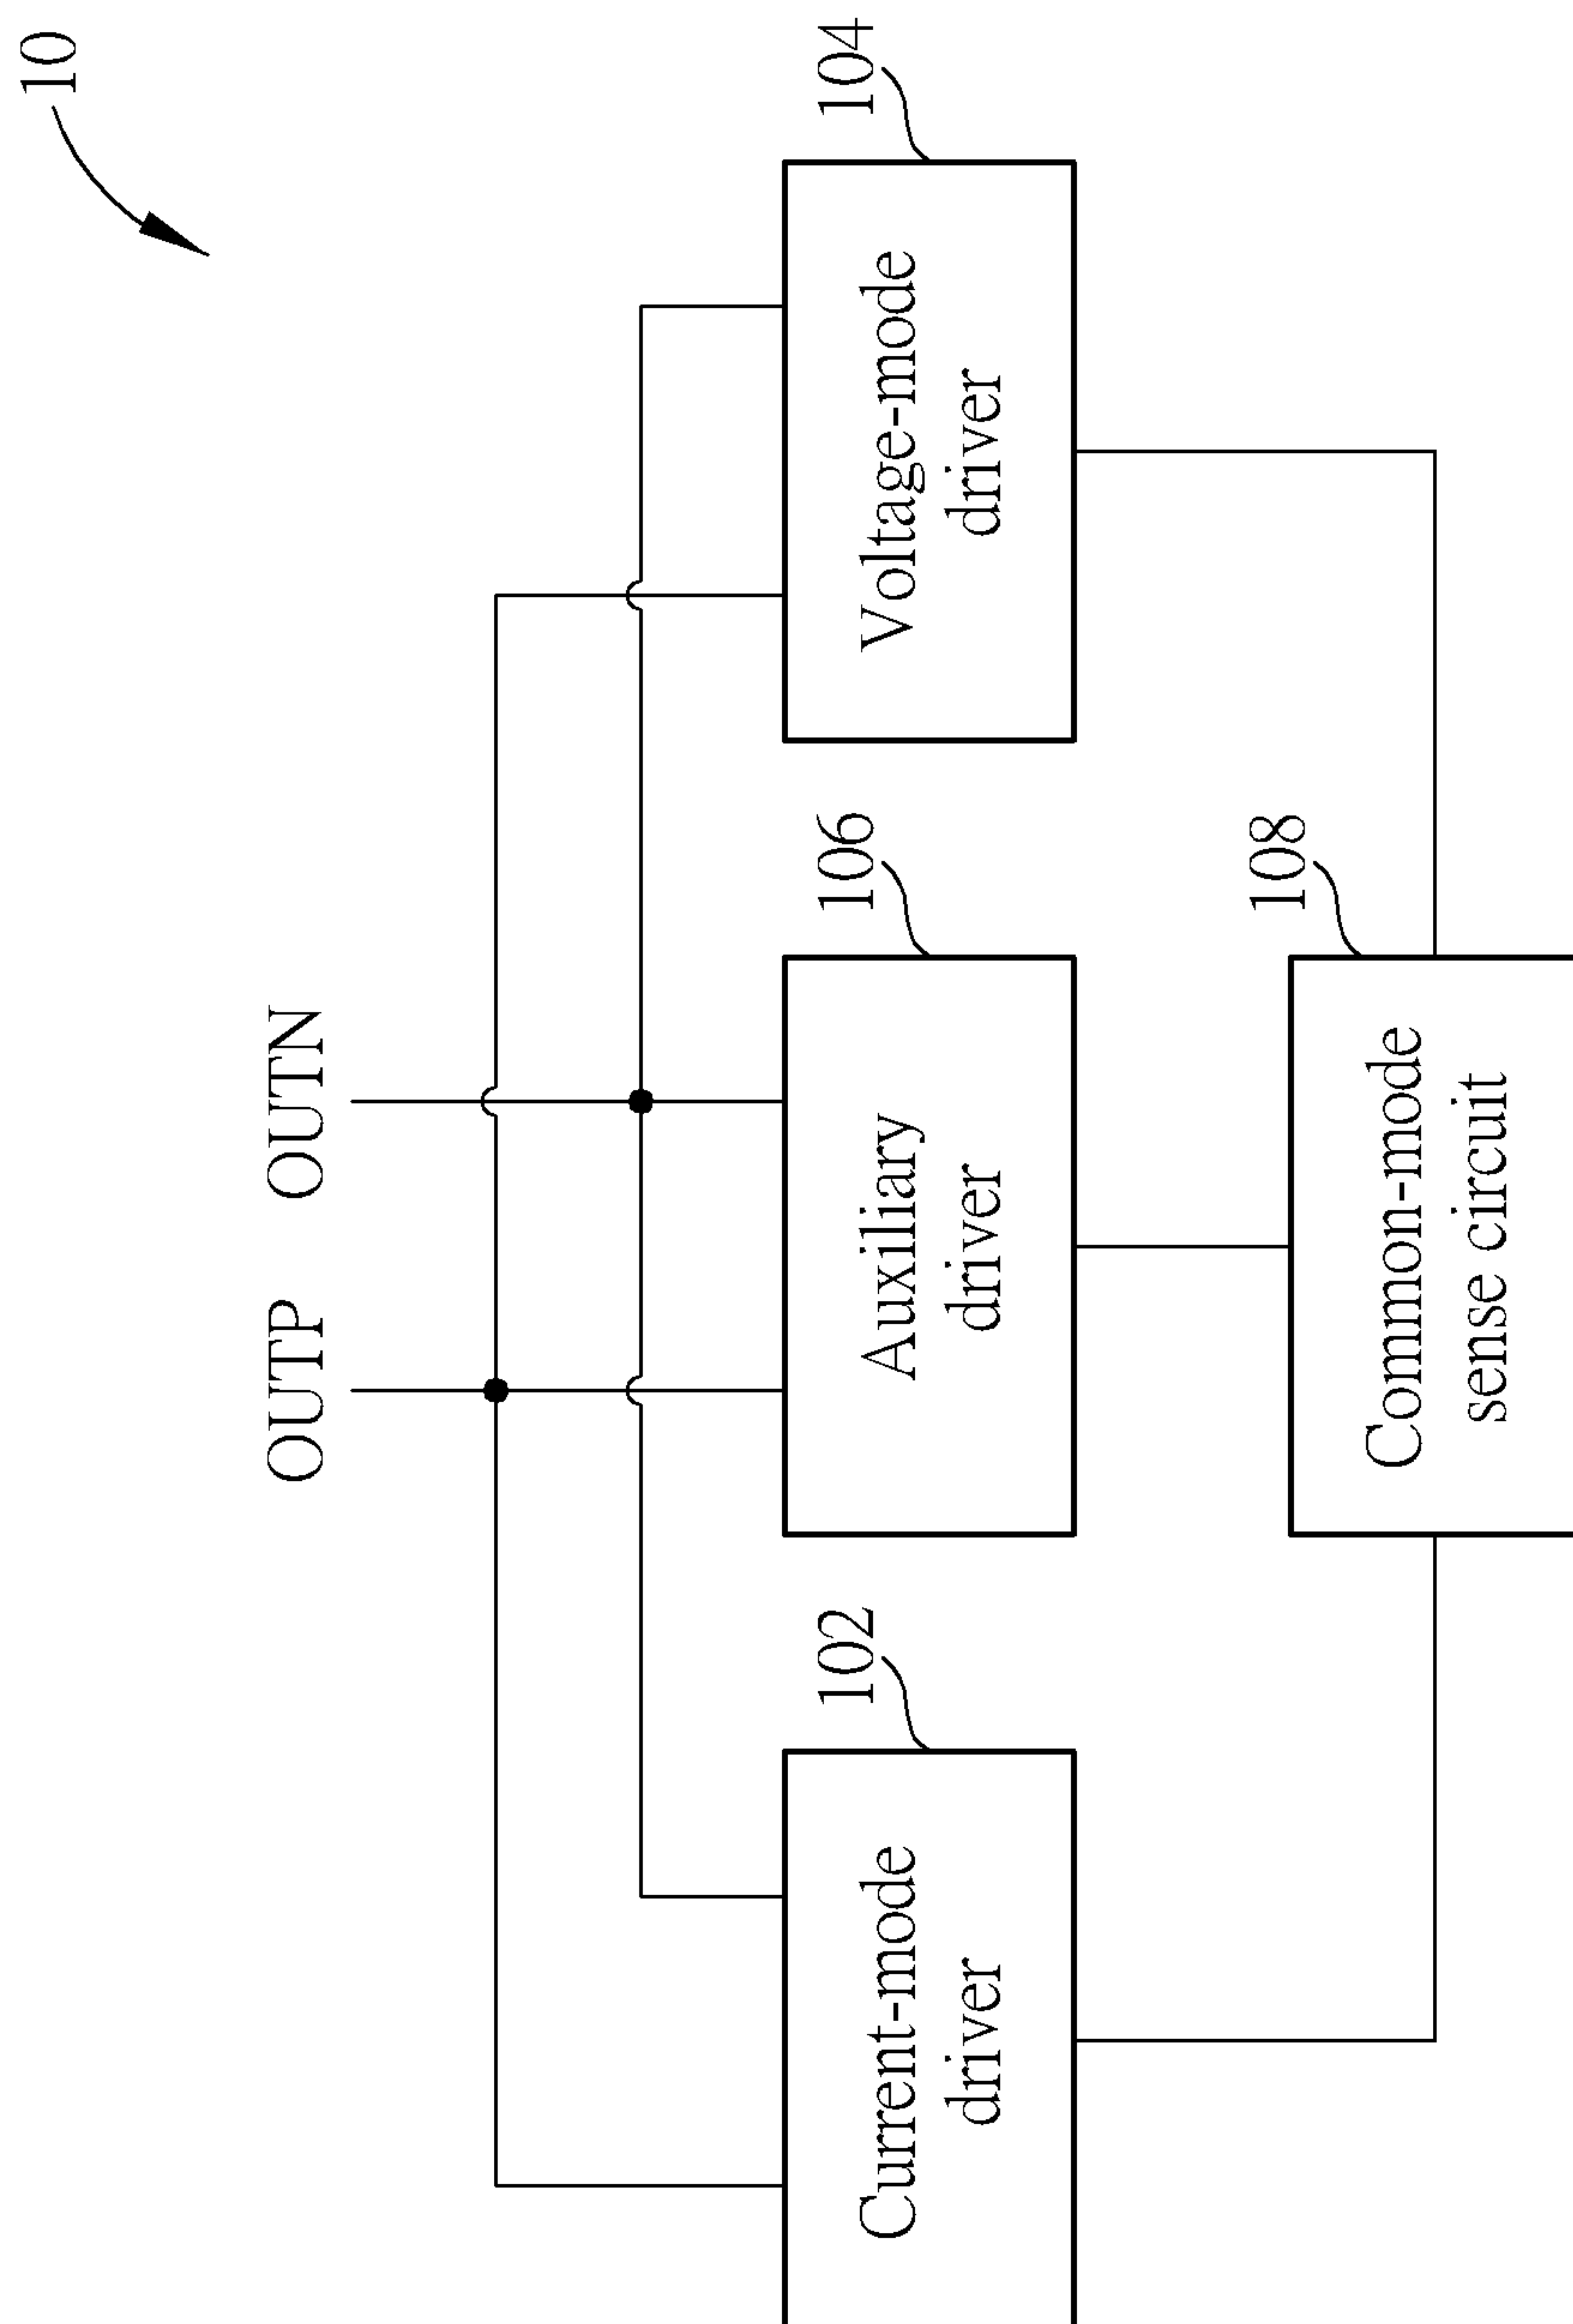 10
OUTP
OUTN
102
Current-mode
driver
106
Auxiliary
driver
104
Voltage-mode
driver
108
Common-mode
sense circuit